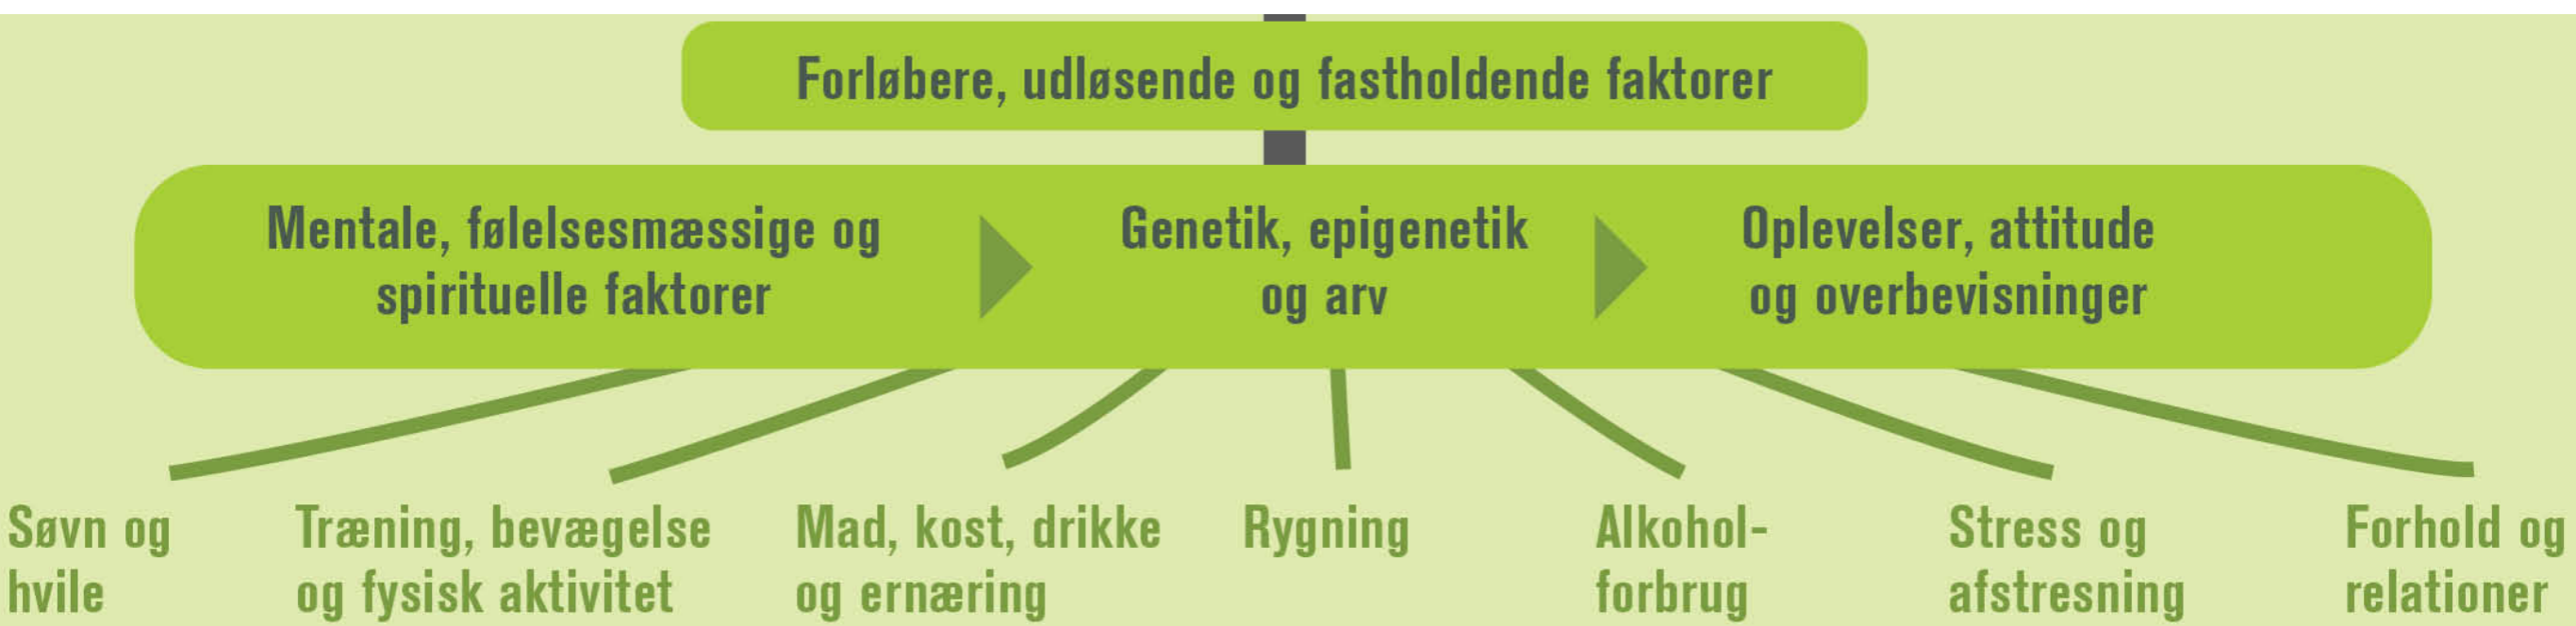 Forløbere, udløsende og fastholdende faktorer
Mentale, følelsesmæssige og
spirituelle faktorer
Genetik, epigenetik
og arv
Oplevelser, attitude
og overbevisninger
Søvn og
hvile
Træning, bevægelse
og fysisk aktivitet
Mad, kost, drikke
og ernæring
Rygning
Alkohol-
forbrug
Stress og
afstresning
Forhold og
relationer